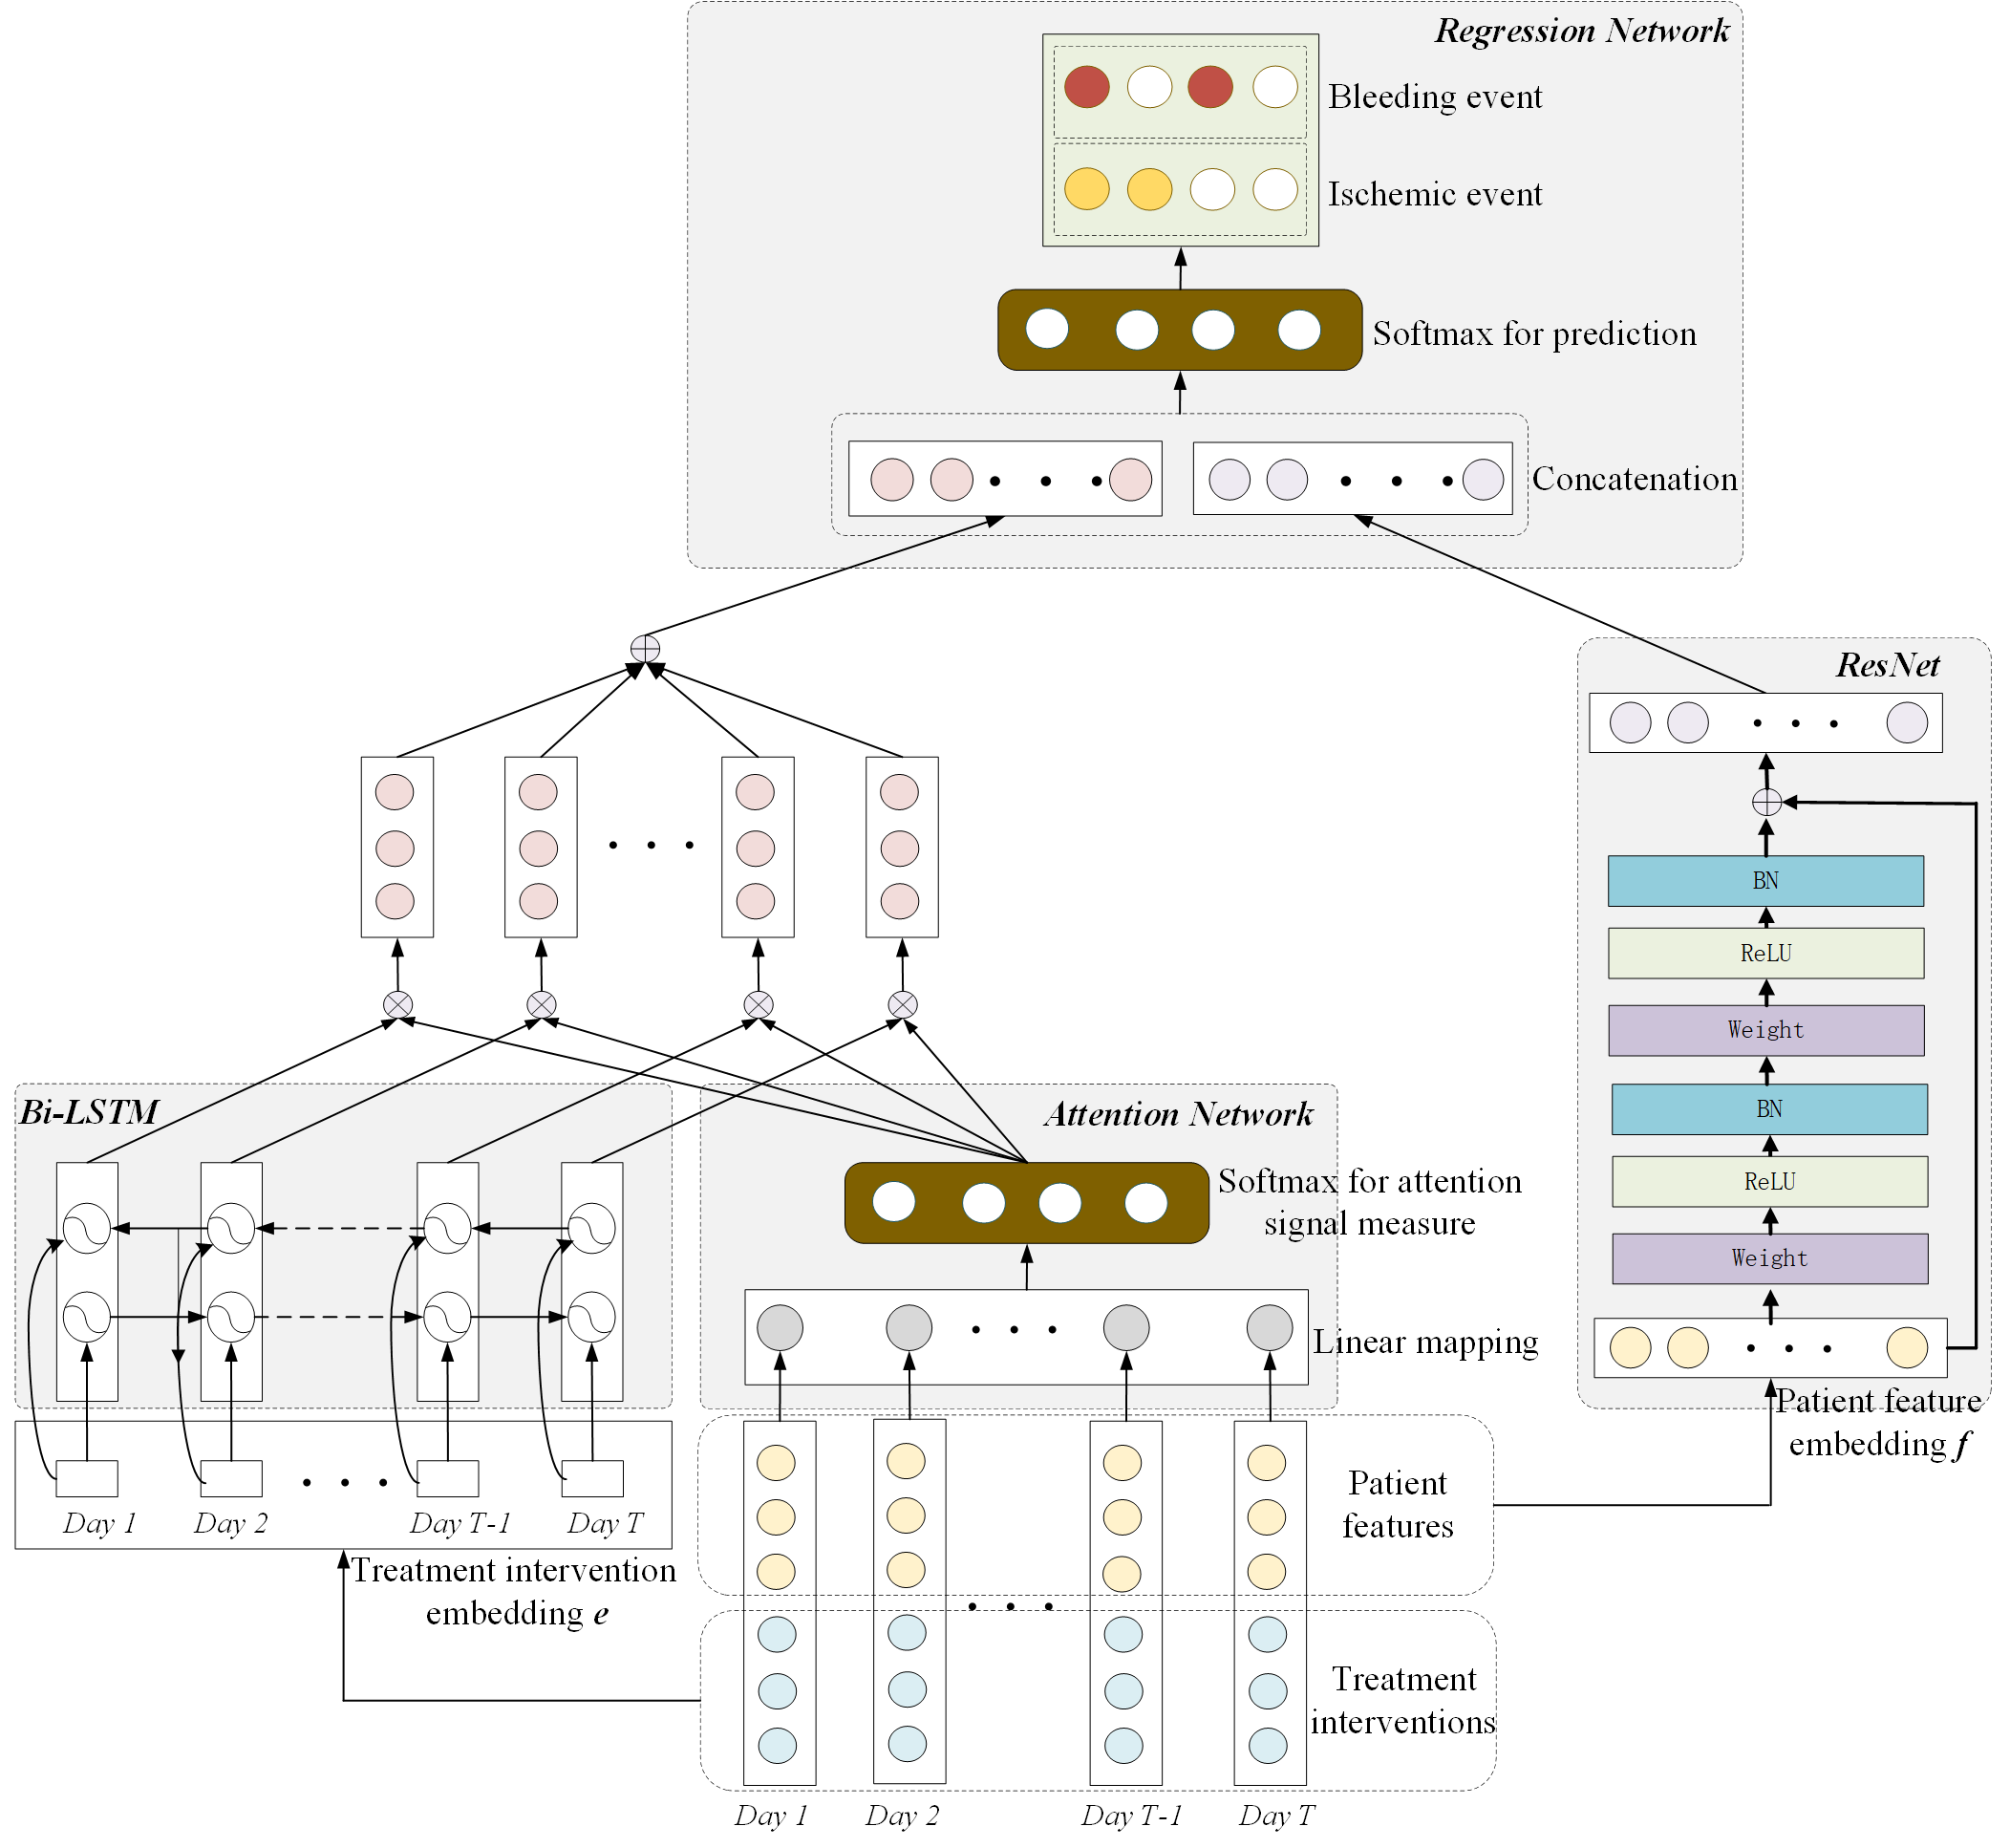 Regression Network
Bleeding event
Ischemic event
Softmax for prediction
Concatenation
ResNet
BN
ReLU
Weight
BN
ReLU
Weight
Patient feature
embedding f
Bi-LSTM
Attention Network
Softmax for attention
signal measure
Linear mapping
Day 1
Day 2
Day T-1
Day T
Treatment intervention
embedding e
Patient
features
Treatment
interventions
Day 1
Day 2
Day T-1
Day T